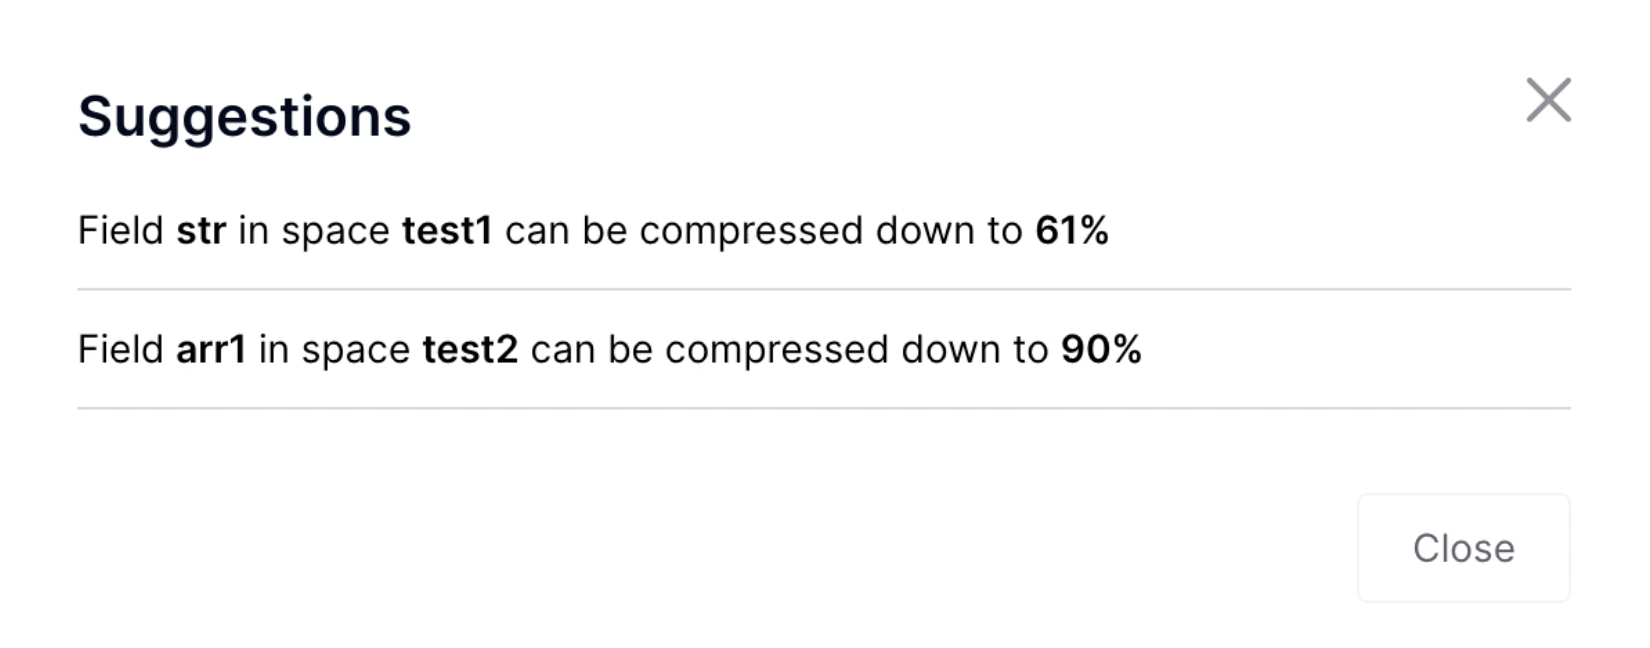 Suggestions
Field str in space test1 can be compressed down to 61%
Field arr1 in space test2 can be compressed down to 90%
Close